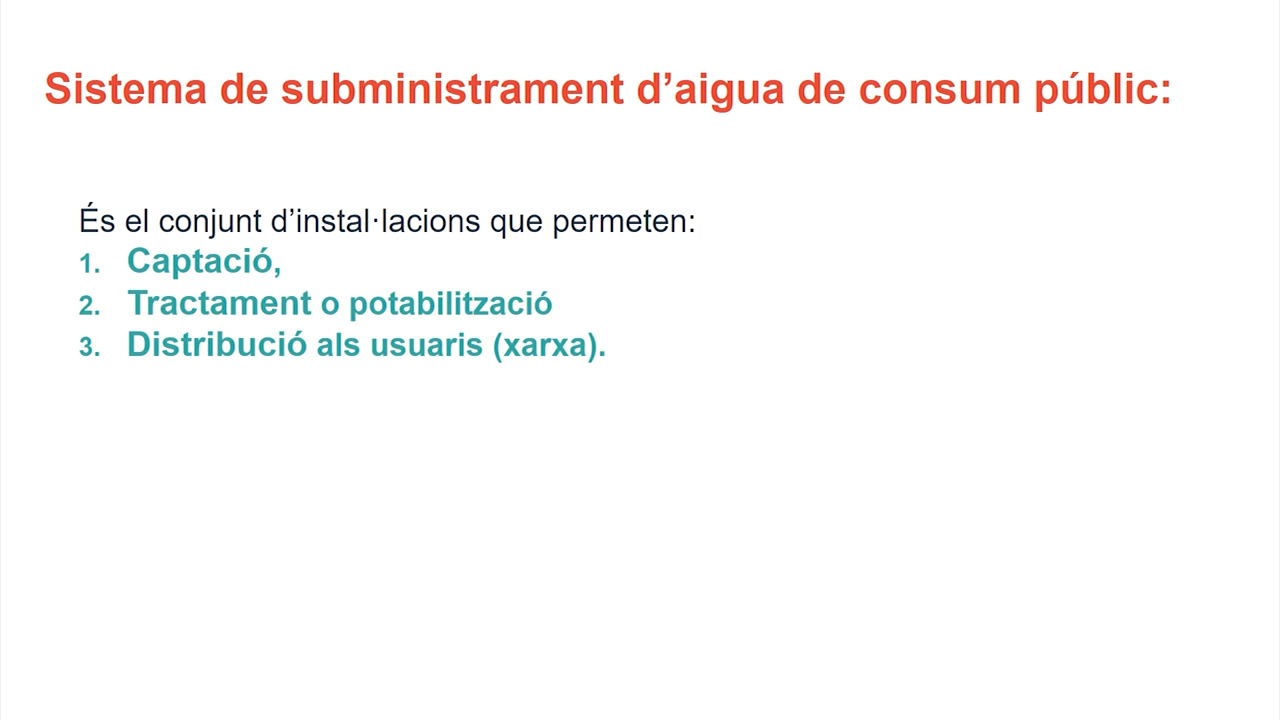 Sistema de subministrament d’aigua de consum públic:
És el conjunt d’instal·lacions que permeten:
1. Captació,
2. Tractament o potabilització
3. Distribució als usuaris (xarxa).